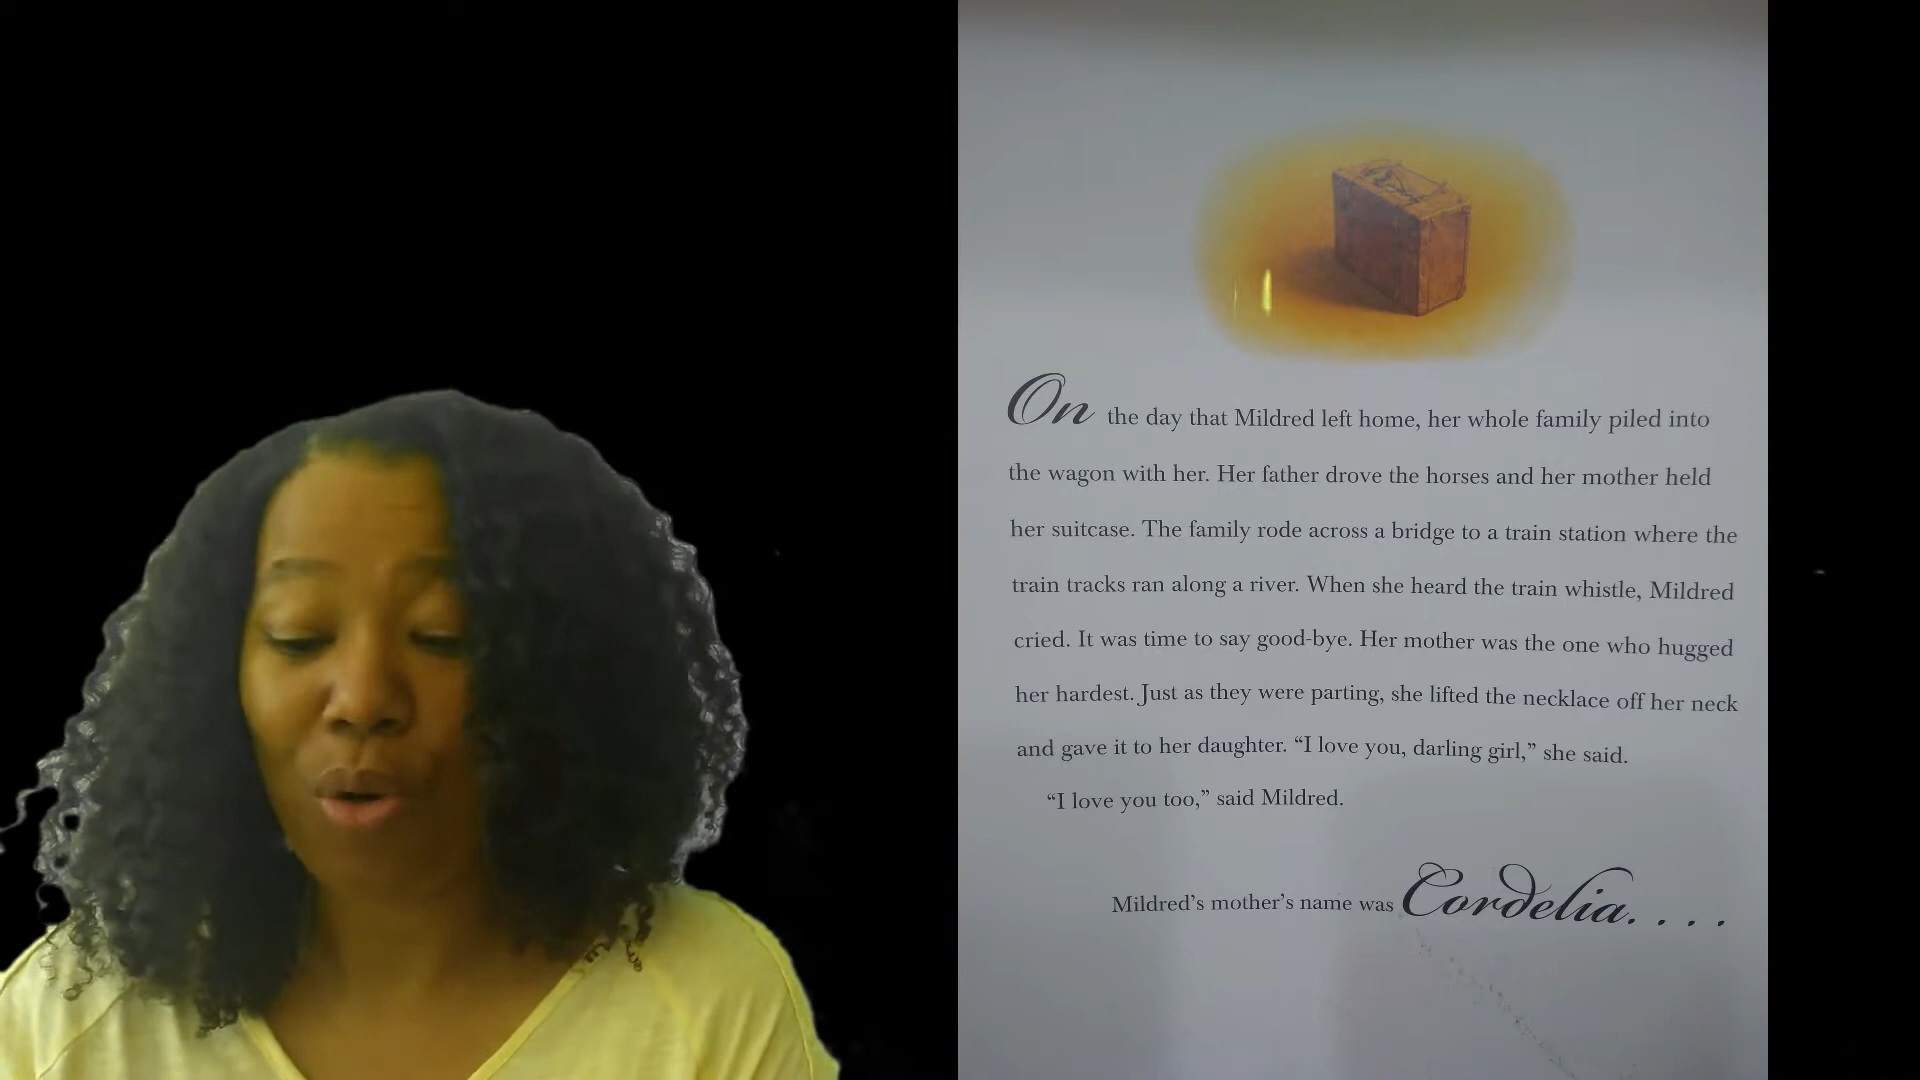 On the day that Mildred left home, her whole family piled into
the wagon with her. Her father drove the horses and her mother held
her suitcase. The family rode across a bridge to a train station where the
train tracks ran along a river. When she heard the train whistle, Mildred
cried. It was time to say good-bye. Her mother was the one who hugged
her hardest. Just as they were parting, she lifted the necklace off her neck
and gave it to her daughter. “I love you, darling girl,” she said.
“I love you too,” said Mildred.
Mildred’s mother’s name was Cordelia. . . .